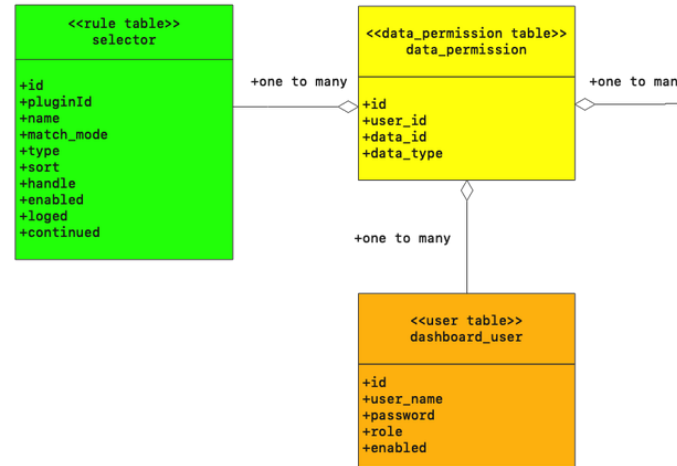 <<rule table>>
selector
+id
+pluginId
+name
+match_mode
+type
+sort
+handle
+enabled
+loged
+continued
+one to many
<<data_permission table>>
data_permission
+id
+user_id
+data_id
+data_type
+one to man
+one to many
<<user table>>
dashboard_user
+id
+user_name
+password
+role
+enabled